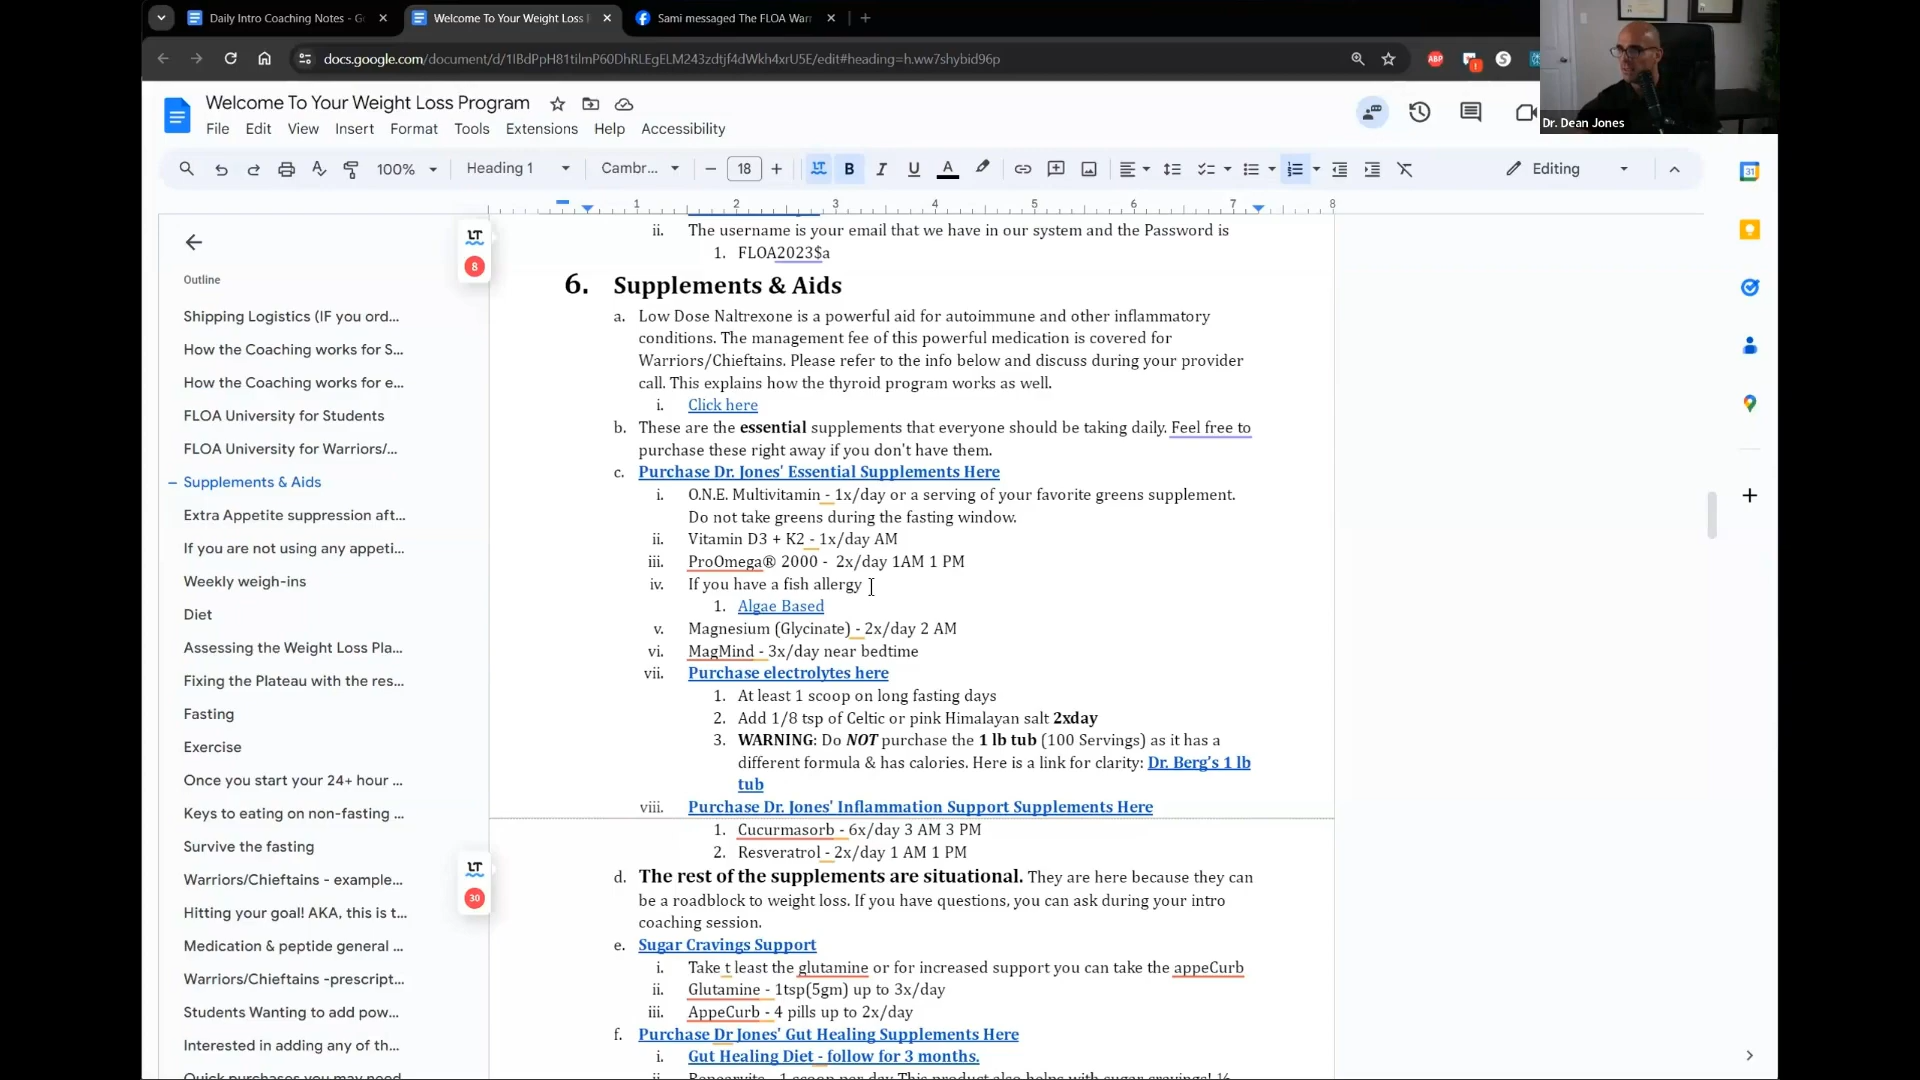 Daily Intro Coaching Notes - Go
Welcome To Your Weight Loss P
Sami messaged The FLOA War
docs.google.com/document/d/1lBdPpH81tilmP60DhRLEgELM243zdtjf4dWkh4xrU5E/edit#heading=h.ww7shybid96p
ABP
S
Dr. Dean Jones
Welcome To Your Weight Loss Program
File Edit View Insert Format Tools Extensions Help Accessibility
100% Heading 1 Cambr... 18 Editing
1 2 3 4 5 6 7 8
31
Outline
Shipping Logistics (IF you ord...
How the Coaching works for S...
How the Coaching works for e...
FLOA University for Students
FLOA University for Warriors/...
Supplements & Aids
Extra Appetite suppression aft...
If you are not using any appeti...
Weekly weigh-ins
Diet
Assessing the Weight Loss Pla...
Fixing the Plateau with the res...
Fasting
Exercise
Once you start your 24+ hour ...
Keys to eating on non-fasting ...
Survive the fasting
Warriors/Chieftains - example...
Hitting your goal! AKA, this is t...
Medication & peptide general ...
Warriors/Chieftains -prescript...
Students Wanting to add pow...
Interested in adding any of th...
Quick purchases you may need
LT
8
LT
30
ii. The username is your email that we have in our system and the Password is
1. FLOA2023$a
6. Supplements & Aids
a. Low Dose Naltrexone is a powerful aid for autoimmune and other inflammatory
conditions. The management fee of this powerful medication is covered for
Warriors/Chieftains. Please refer to the info below and discuss during your provider
call. This explains how the thyroid program works as well.
i. Click here
b. These are the essential supplements that everyone should be taking daily. Feel free to
purchase these right away if you don't have them.
c. Purchase Dr. Jones' Essential Supplements Here
i. O.N.E. Multivitamin - 1x/day or a serving of your favorite greens supplement.
Do not take greens during the fasting window.
ii. Vitamin D3 + K2 - 1x/day AM
iii. ProOmega® 2000 - 2x/day 1AM 1 PM
iv. If you have a fish allergy
1. Algae Based
v. Magnesium (Glycinate) - 2x/day 2 AM
vi. MagMind - 3x/day near bedtime
vii. Purchase electrolytes here
1. At least 1 scoop on long fasting days
2. Add 1/8 tsp of Celtic or pink Himalayan salt 2xday
3. WARNING: Do NOT purchase the 1 lb tub (100 Servings) as it has a
different formula & has calories. Here is a link for clarity: Dr. Berg's 1 lb
tub
viii. Purchase Dr. Jones' Inflammation Support Supplements Here
1. Cucurmasorb - 6x/day 3 AM 3 PM
2. Resveratrol - 2x/day 1 AM 1 PM
d. The rest of the supplements are situational. They are here because they can
be a roadblock to weight loss. If you have questions, you can ask during your intro
coaching session.
e. Sugar Cravings Support
i. Take t least the glutamine or for increased support you can take the appeCurb
ii. Glutamine - 1tsp(5gm) up to 3x/day
iii. AppeCurb - 4 pills up to 2x/day
f. Purchase Dr Jones' Gut Healing Supplements Here
i. Gut Healing Diet - follow for 3 months.